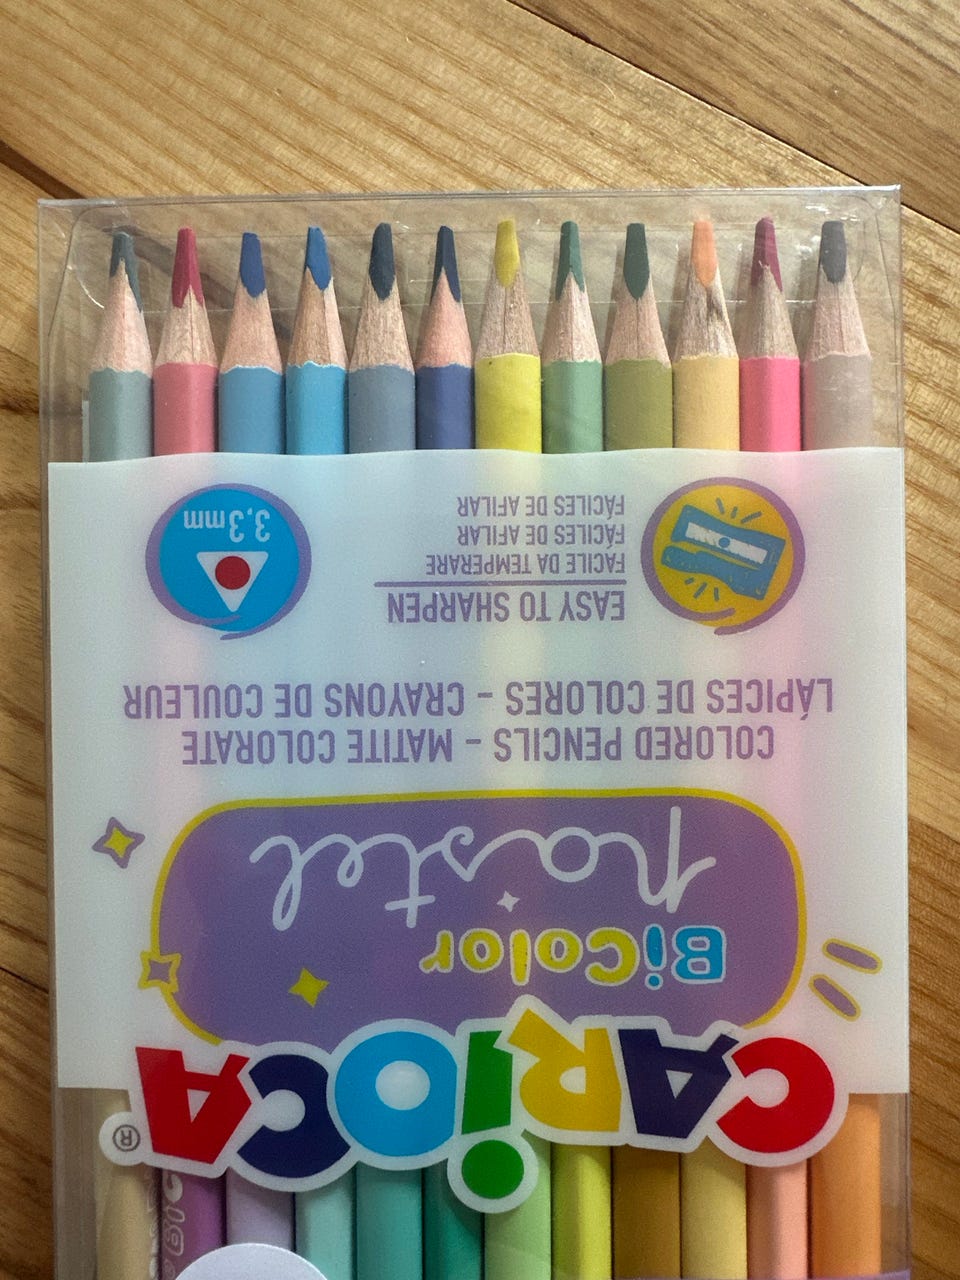 CARIOCA®
BiColor
pastel
COLORED PENCILS - MATITE COLORATE
LÁPICES DE COLORES - CRAYONS DE COULEUR
EASY TO SHARPEN
FACILE DA TEMPERARE
FÁCILES DE AFILAR
FÁCILES DE AFILAR
3,3mm